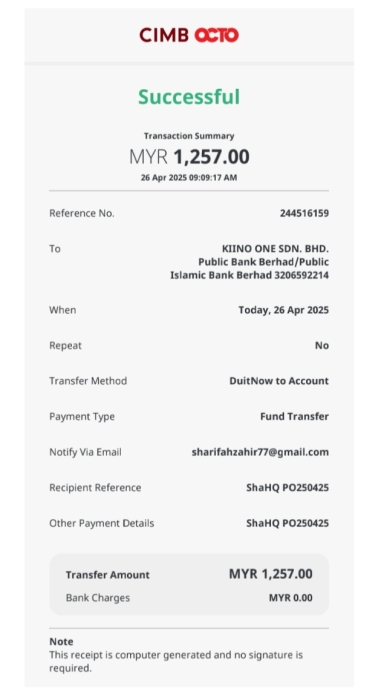 CIMB OCTO
Successful
Transaction Summary
MYR 1,257.00
26 Apr 2025 09:09:17 AM
Reference No. 244516159
To KIINO ONE SDN. BHD.
Public Bank Berhad/Public
Islamic Bank Berhad 3206592214
When Today, 26 Apr 2025
Repeat No
Transfer Method DuitNow to Account
Payment Type Fund Transfer
Notify Via Email sharifahzahir77@gmail.com
Recipient Reference ShaHQ PO250425
Other Payment Details ShaHQ PO250425
Transfer Amount MYR 1,257.00
Bank Charges MYR 0.00
Note
This receipt is computer generated and no signature is
required.